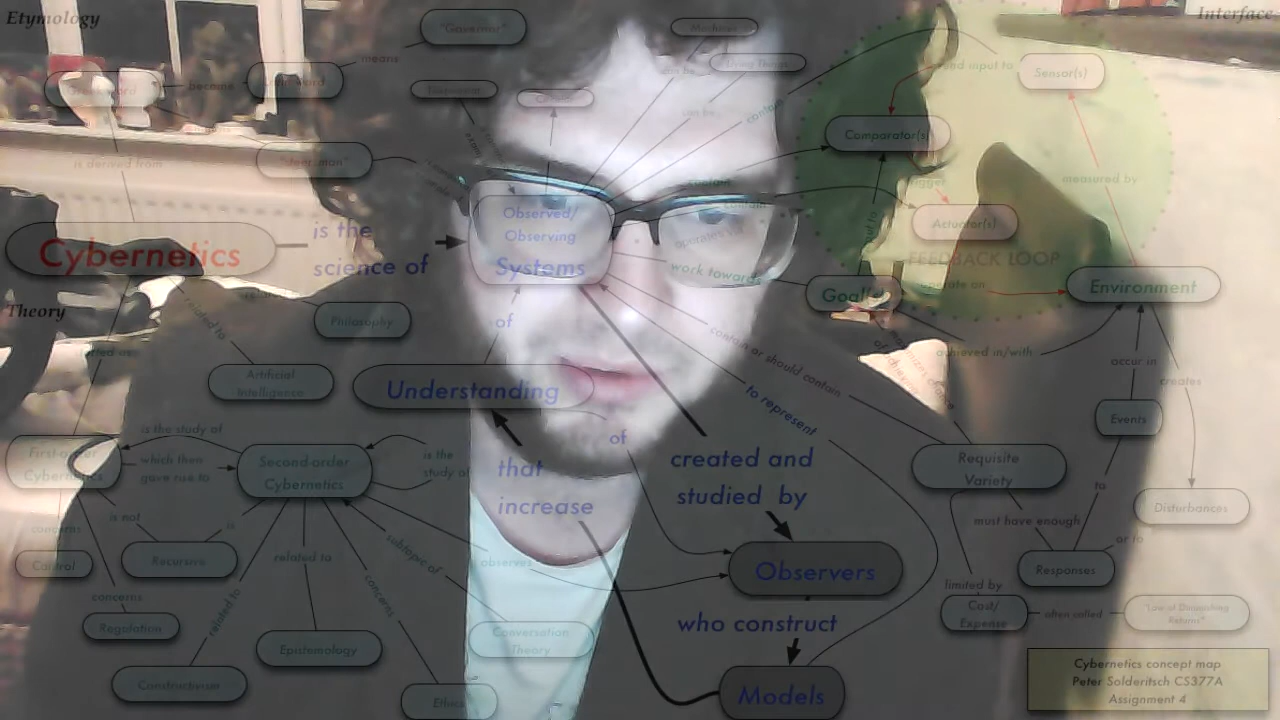 Etymology
Interface
"Governor"
means
became
is derived from
"Steersman"
Sensor(s)
Comparator(s)
measured by
Actuator(s)
FEEDBACK LOOP
Cybernetics
is the
science of
Observed/
Observing
Systems
operates via
work towards
Goal(s)
Environment
Theory
Philosophy
related to
of
contain or should contain
achieved in/with
occur in
creates
Artificial
Intelligence
Understanding
to represent
Events
is the study of
which then
gave rise to
First-order
Cybernetics
Second-order
Cybernetics
is the
study of
of
that
increase
created and
studied by
Requisite
Variety
to
Disturbances
must have enough
or to
is not
is
concerns
Control
Recursive
related to
subtopic of
observes
Observers
Responses
limited by
Cost/
Expense
often called
"Law of Diminishing
Returns"
concerns
Regulation
related to
concerns
who construct
Conversation
Theory
Epistemology
Constructivism
Ethics
Models
Cybernetics concept map
Peter Solderitsch CS377A
Assignment 4